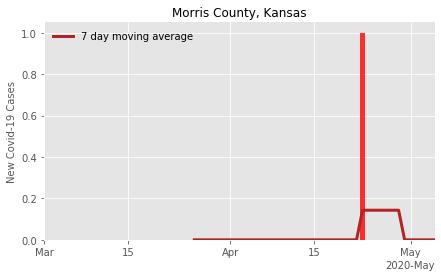 Morris County, Kansas
7 day moving average
New Covid-19 Cases
1.0
0.8
0.6
0.4
0.2
0.0
Mar
15
Apr
15
May
2020-May